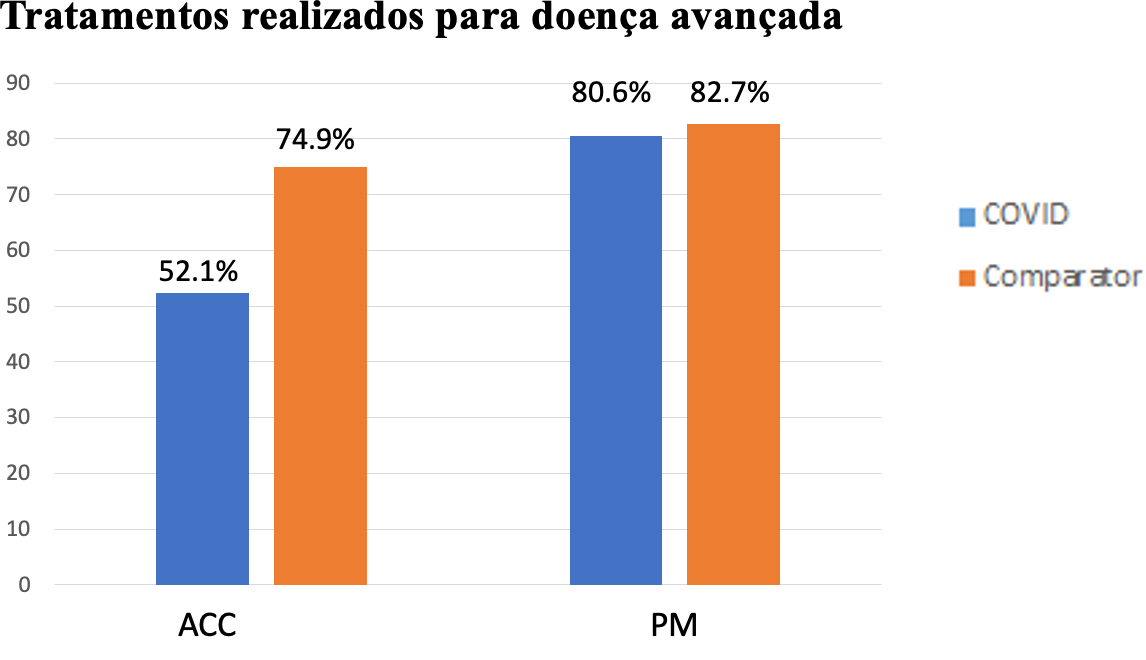 Tratamentos realizados para doença avançada
90
80
70
60
50
40
30
20
10
0
52.1%
74.9%
80.6%
82.7%
ACC
PM
COVID
Comparator